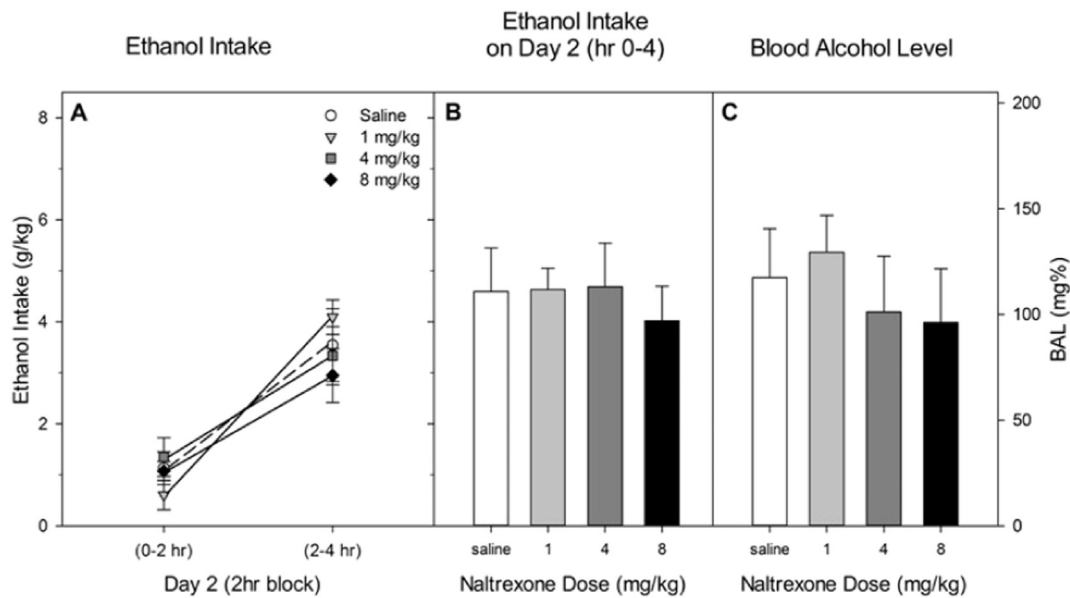 Ethanol Intake
Ethanol Intake
on Day 2 (hr 0-4)
Blood Alcohol Level
A
Saline
1 mg/kg
4 mg/kg
8 mg/kg
B
C
Ethanol Intake (g/kg)
8
6
4
2
0
200
150
100
50
0
BAL (mg%)
(0-2 hr)
(2-4 hr)
Day 2 (2hr block)
saline
1
4
8
Naltrexone Dose (mg/kg)
saline
1
4
8
Naltrexone Dose (mg/kg)